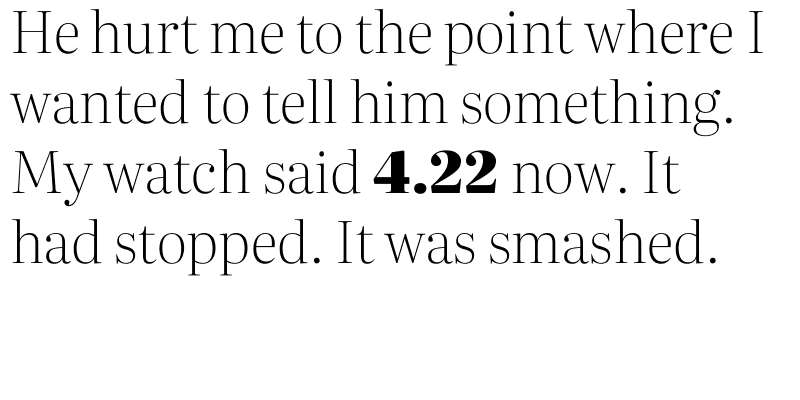 He hurt me to the point where I
wanted to tell him something.
My watch said 4.22 now. It
had stopped. It was smashed.